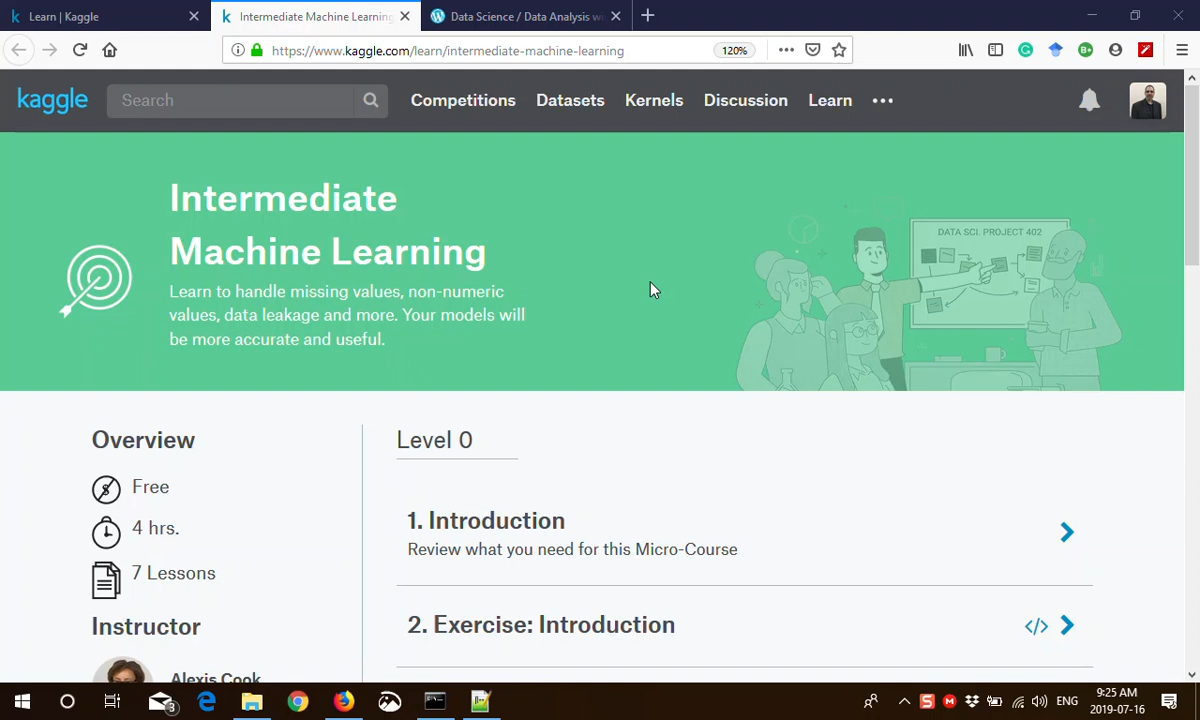 Learn | Kaggle
Intermediate Machine Learning
Data Science / Data Analysis w
https://www.kaggle.com/learn/intermediate-machine-learning
120%
kaggle
Search
Competitions
Datasets
Kernels
Discussion
Learn
Intermediate
Machine Learning
Learn to handle missing values, non-numeric
values, data leakage and more. Your models will
be more accurate and useful.
DATA SCI. PROJECT 402
Overview
Free
4 hrs.
7 Lessons
Instructor
Alexis Cook
Level 0
1. Introduction
Review what you need for this Micro-Course
2. Exercise: Introduction
3
ENG
9:25 AM
2019-07-16